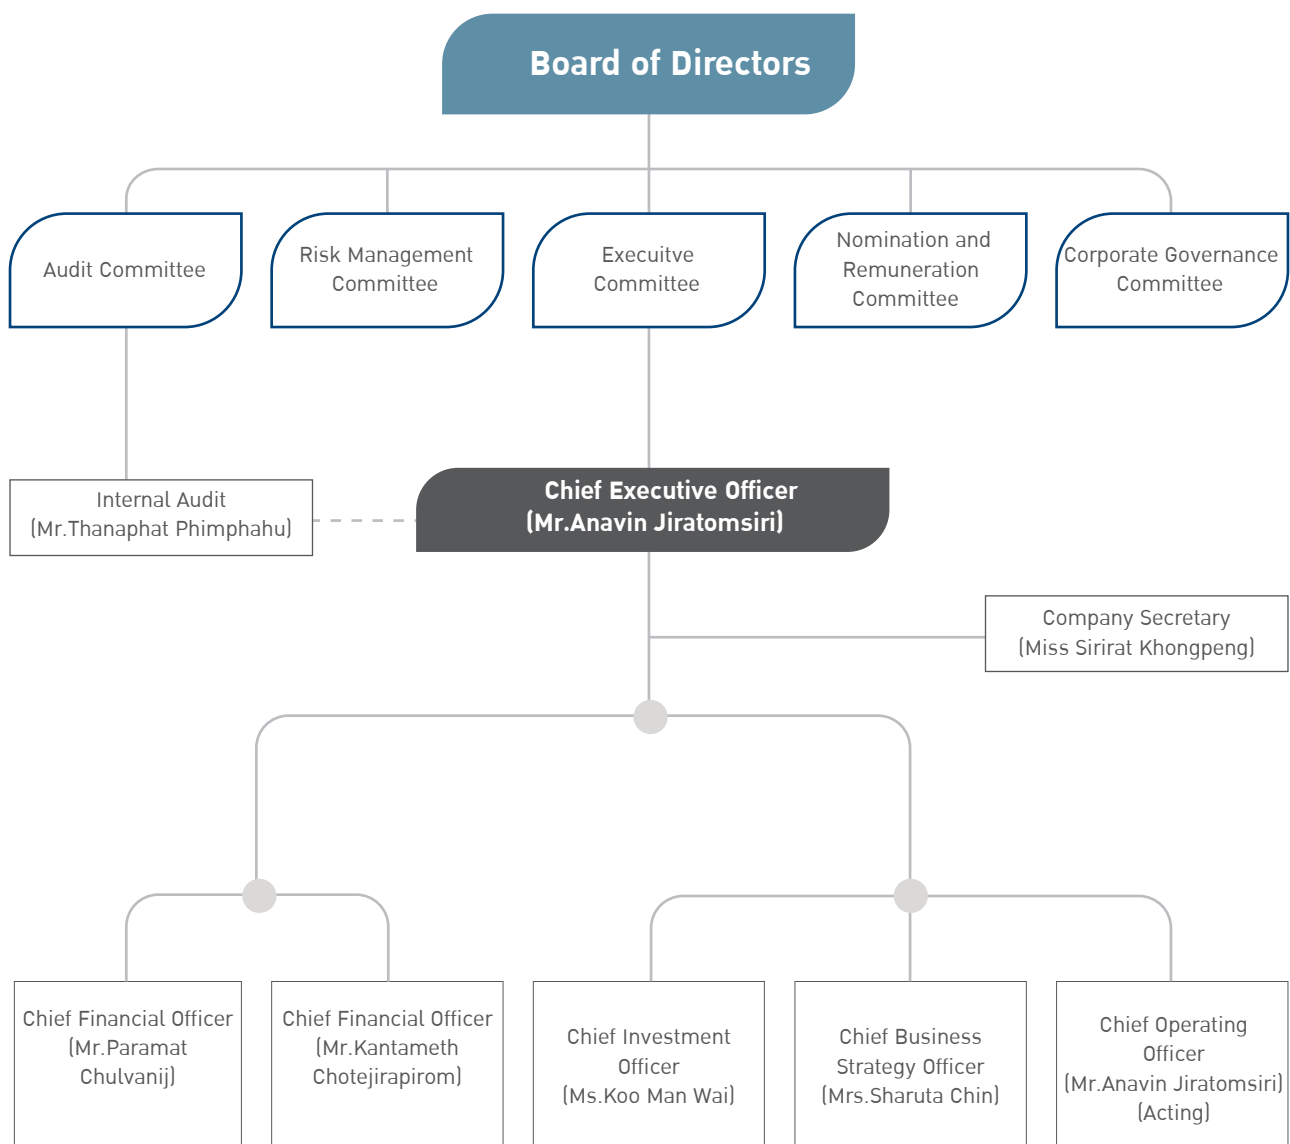 Board of Directors
Audit Committee
Risk Management
Committee
Execuitve
Committee
Nomination and
Remuneration
Committee
Corporate Governance
Committee
Internal Audit
(Mr.Thanaphat Phimphahu)
Chief Executive Officer
(Mr.Anavin Jiratomsiri)
Company Secretary
(Miss Sirirat Khongpeng)
Chief Financial Officer
(Mr.Paramat
Chulvanij)
Chief Financial Officer
(Mr.Kantameth
Chotejirapirom)
Chief Investment
Officer
(Ms.Koo Man Wai)
Chief Business
Strategy Officer
(Mrs.Sharuta Chin)
Chief Operating
Officer
(Mr.Anavin Jiratomsiri)
(Acting)